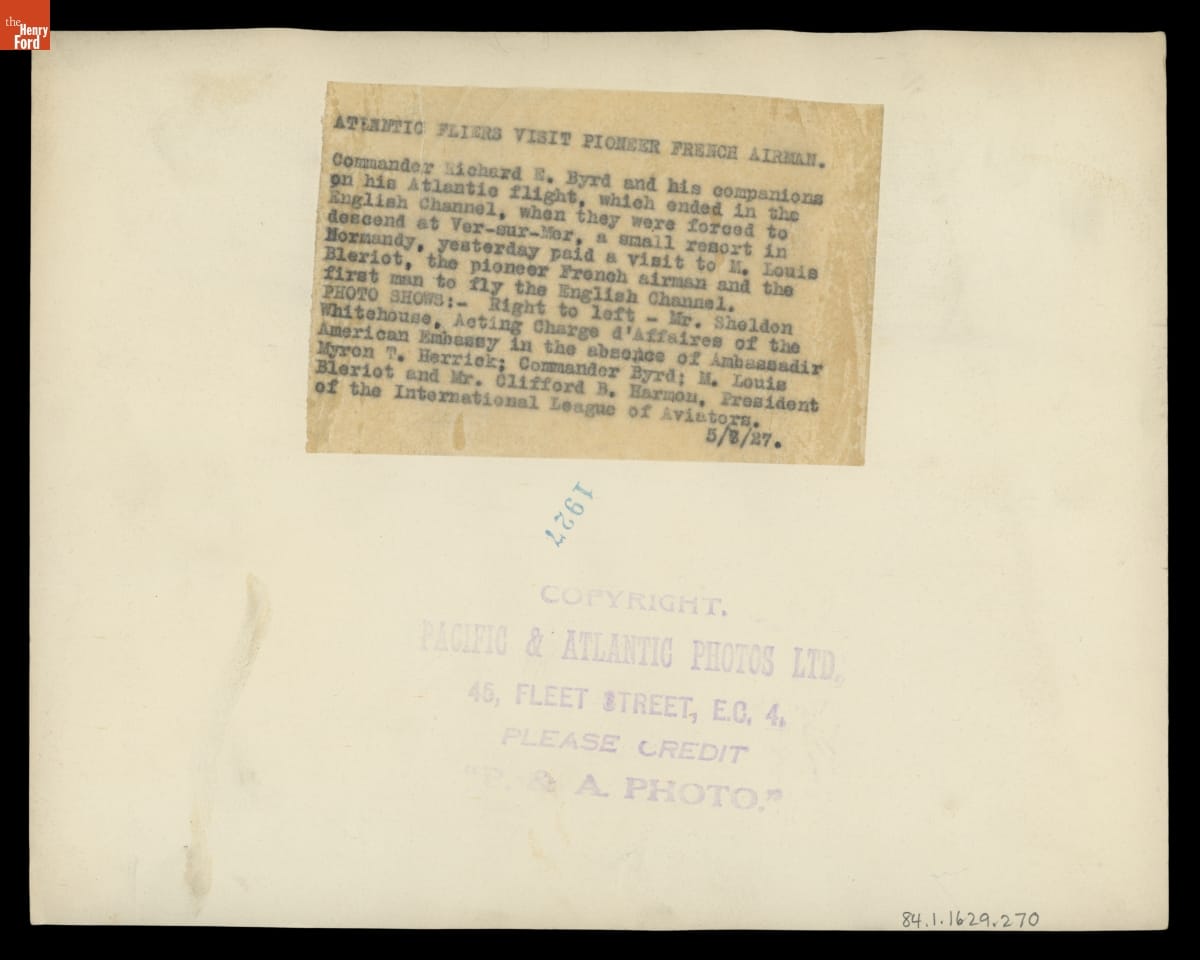 the
Henry
Ford
ATLANTIC FLIERS VISIT PIONEER FRENCH AIRMAN.
Commander Richard E. Byrd and his companions
on his Atlantic flight, which ended in the
English Channel, when they were forced to
descend at Ver-sur-Mer, a small resort in
Normandy, yesterday paid a visit to M. Louis
Bleriot, the pioneer French airman and the
first man to fly the English Channel.
PHOTO SHOWS:- Right to left - Mr. Sheldon
Whitehouse, Acting Charge d'Affaires of the
American Embassy in the absence of Ambassadir
Myron T. Herrick; Commander Byrd; M. Louis
Bleriot and Mr. Clifford B. Harmon, President
of the International League of Aviators.
1927
COPYRIGHT.
PACIFIC & ATLANTIC PHOTOS LTD.,
45, FLEET STREET, E.C. 4.
PLEASE CREDIT
"P. & A. PHOTO."
84.1.1629.270